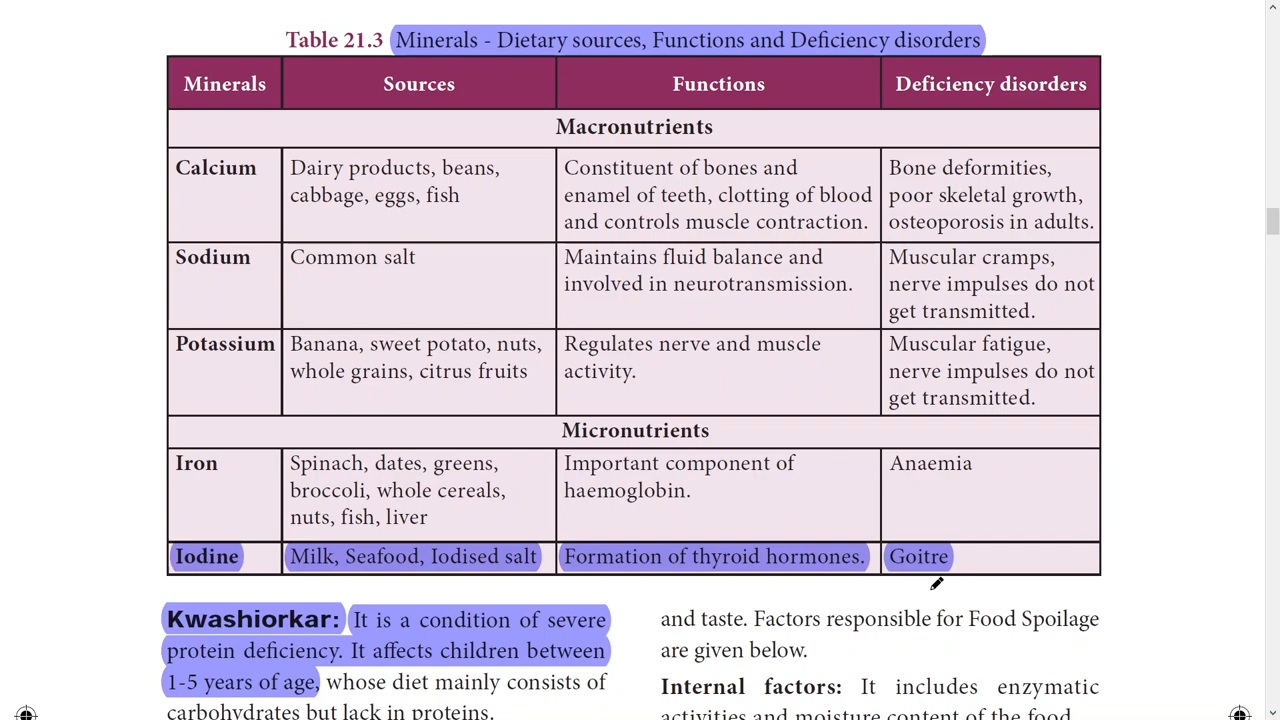 Table 21.3 Minerals - Dietary sources, Functions and Deficiency disorders
Minerals Sources Functions Deficiency disorders
Macronutrients
Calcium Dairy products, beans, Constituent of bones and Bone deformities,
cabbage, eggs, fish enamel of teeth, clotting of blood poor skeletal growth,
and controls muscle contraction. osteoporosis in adults.
Sodium Common salt Maintains fluid balance and Muscular cramps,
involved in neurotransmission. nerve impulses do not
get transmitted.
Potassium Banana, sweet potato, nuts, Regulates nerve and muscle Muscular fatigue,
whole grains, citrus fruits activity. nerve impulses do not
get transmitted.
Micronutrients
Iron Spinach, dates, greens, Important component of Anaemia
broccoli, whole cereals, haemoglobin.
nuts, fish, liver
Iodine Milk, Seafood, Iodised salt Formation of thyroid hormones. Goitre
Kwashiorkar: It is a condition of severe
protein deficiency. It affects children between
1-5 years of age, whose diet mainly consists of
carbohydrates but lack in proteins.
and taste. Factors responsible for Food Spoilage
are given below.
Internal factors: It includes enzymatic
activities and moisture content of the food